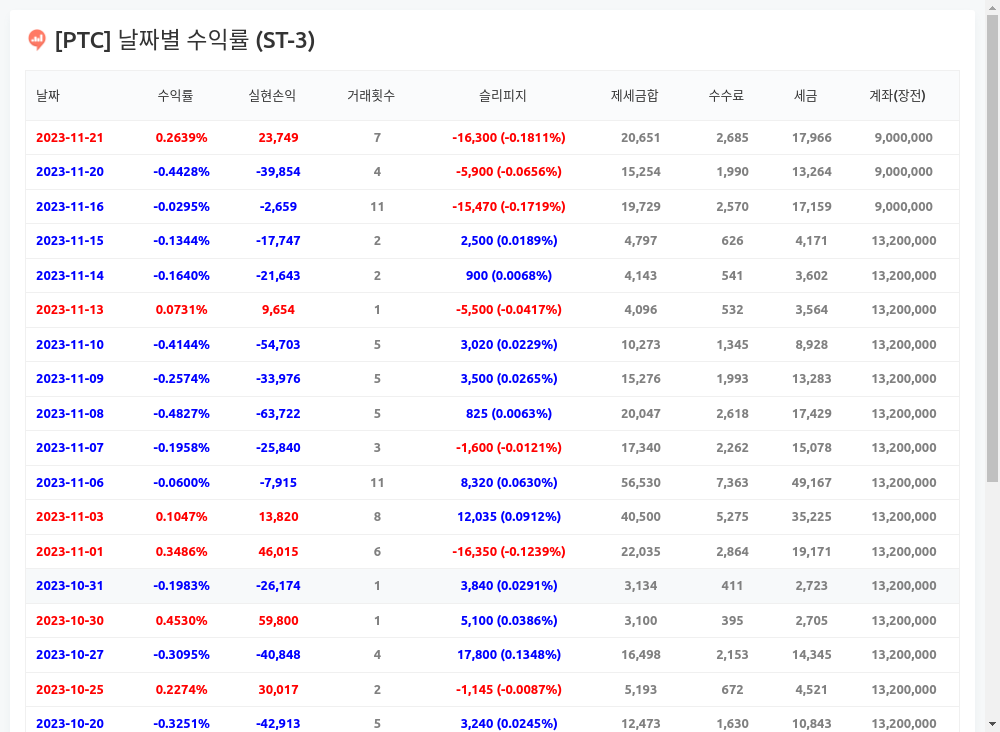 [PTC] 날짜별 수익률 (ST-3)
날짜 수익률 실현손익 거래횟수 슬리피지 제세금합 수수료 세금 계좌(장전)
2023-11-21 0.2639% 23,749 7 -16,300 (-0.1811%) 20,651 2,685 17,966 9,000,000
2023-11-20 -0.4428% -39,854 4 -5,900 (-0.0656%) 15,254 1,990 13,264 9,000,000
2023-11-16 -0.0295% -2,659 11 -15,470 (-0.1719%) 19,729 2,570 17,159 9,000,000
2023-11-15 -0.1344% -17,747 2 2,500 (0.0189%) 4,797 626 4,171 13,200,000
2023-11-14 -0.1640% -21,643 2 900 (0.0068%) 4,143 541 3,602 13,200,000
2023-11-13 0.0731% 9,654 1 -5,500 (-0.0417%) 4,096 532 3,564 13,200,000
2023-11-10 -0.4144% -54,703 5 3,020 (0.0229%) 10,273 1,345 8,928 13,200,000
2023-11-09 -0.2574% -33,976 5 3,500 (0.0265%) 15,276 1,993 13,283 13,200,000
2023-11-08 -0.4827% -63,722 5 825 (0.0063%) 20,047 2,618 17,429 13,200,000
2023-11-07 -0.1958% -25,840 3 -1,600 (-0.0121%) 17,340 2,262 15,078 13,200,000
2023-11-06 -0.0600% -7,915 11 8,320 (0.0630%) 56,530 7,363 49,167 13,200,000
2023-11-03 0.1047% 13,820 8 12,035 (0.0912%) 40,500 5,275 35,225 13,200,000
2023-11-01 0.3486% 46,015 6 -16,350 (-0.1239%) 22,035 2,864 19,171 13,200,000
2023-10-31 -0.1983% -26,174 1 3,840 (0.0291%) 3,134 411 2,723 13,200,000
2023-10-30 0.4530% 59,800 1 5,100 (0.0386%) 3,100 395 2,705 13,200,000
2023-10-27 -0.3095% -40,848 4 17,800 (0.1348%) 16,498 2,153 14,345 13,200,000
2023-10-25 0.2274% 30,017 2 -1,145 (-0.0087%) 5,193 672 4,521 13,200,000
2023-10-20 -0.3251% -42,913 5 3,240 (0.0245%) 12,473 1,630 10,843 13,200,000